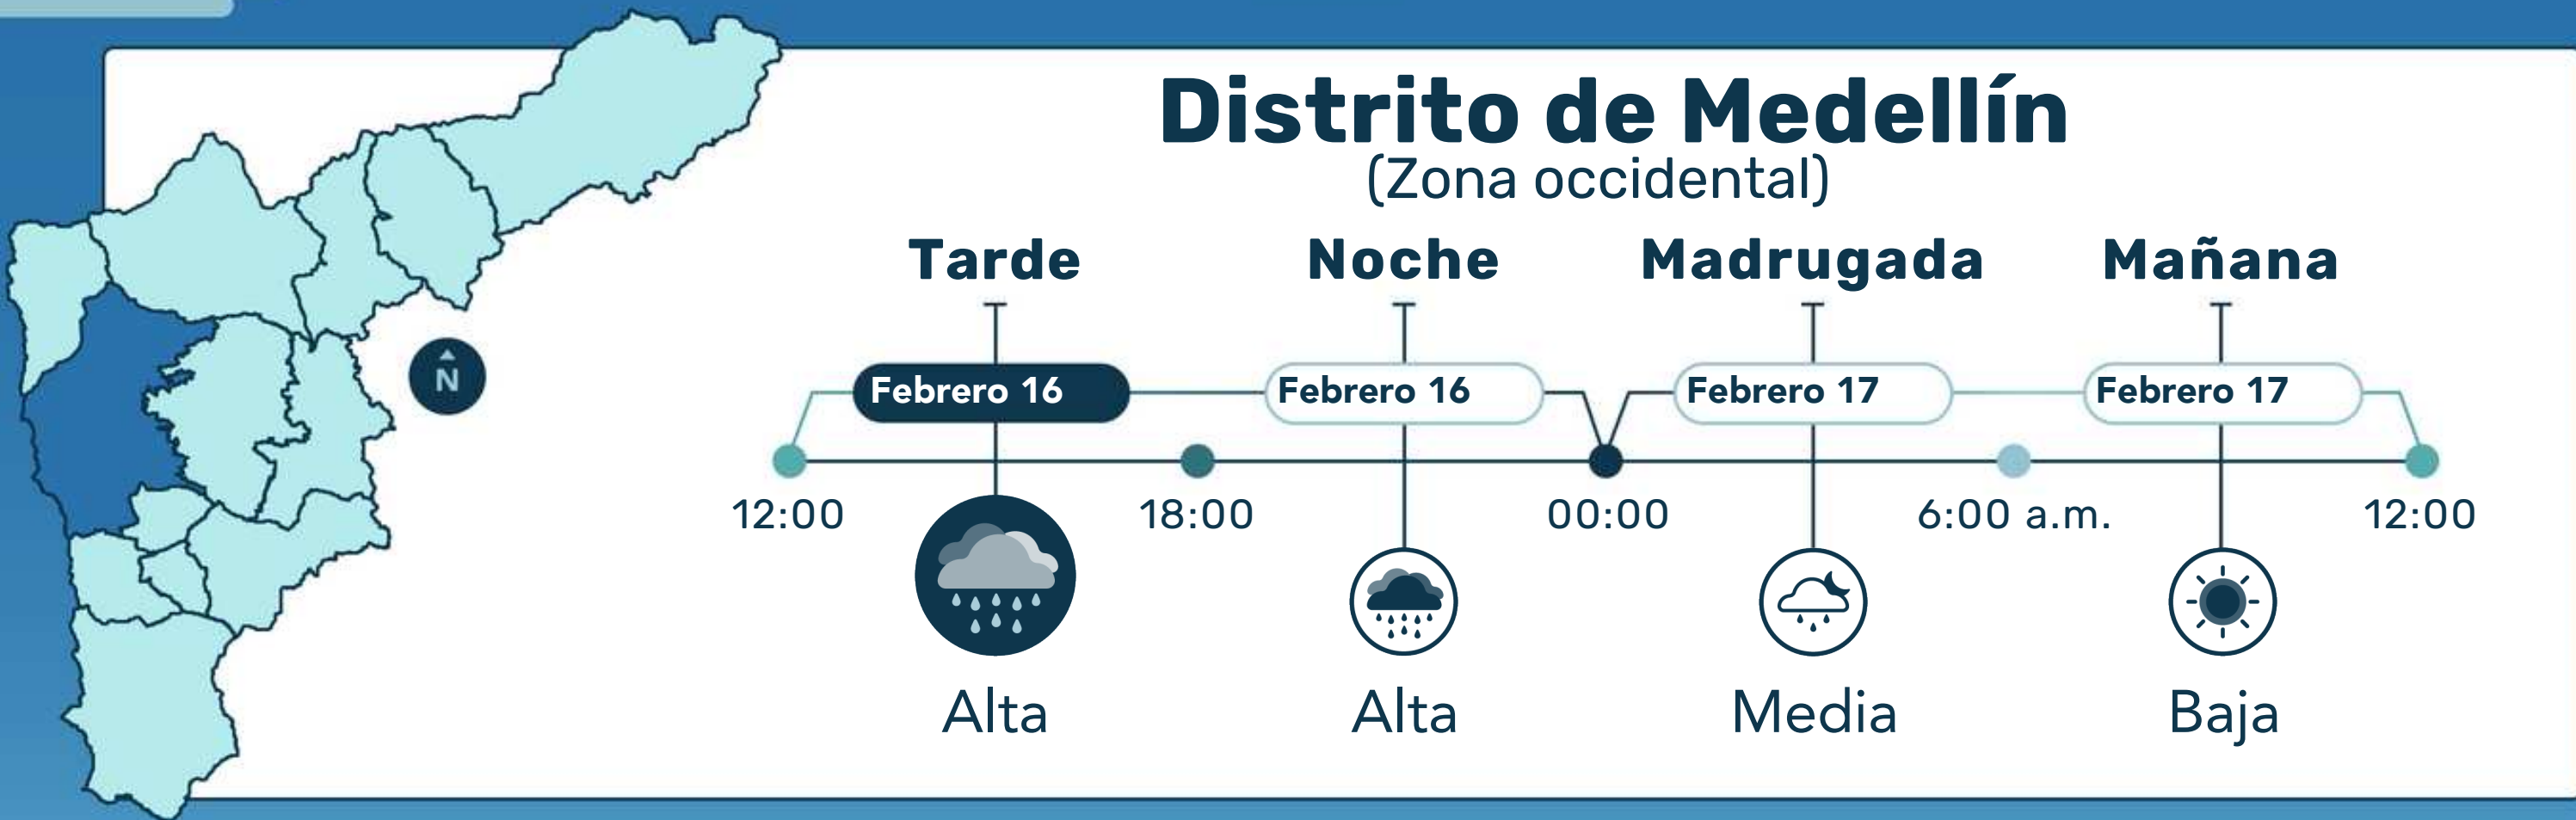 Distrito de Medellín
(Zona occidental)
Tarde Noche Madrugada Mañana
Febrero 16 Febrero 16 Febrero 17 Febrero 17
N
12:00 18:00 00:00 6:00 a.m. 12:00
Alta Alta Media Baja